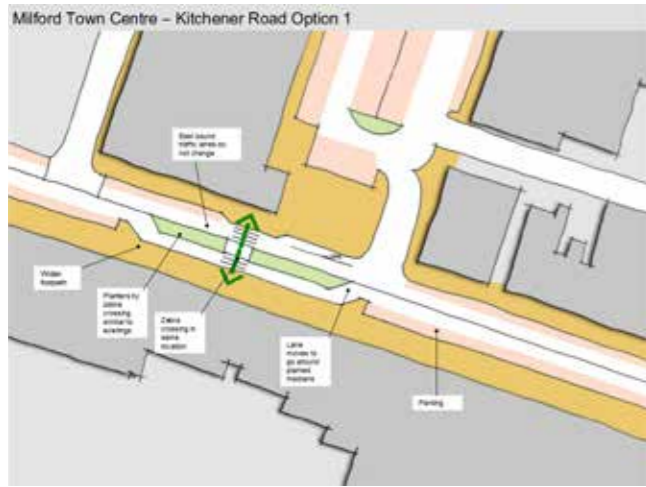 Milford Town Centre – Kitchener Road Option 1
East bound
traffic lanes do
not change
Wider
footpath
Planters by
zebra
crossing
similar to
existing
Zebra
crossing in
same
location
Lane
moves to
go around
planted
medians
Parking